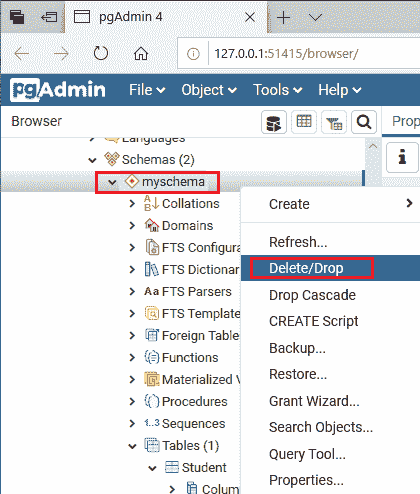 pgAdmin 4
127.0.0.1:51415/browser/
pgAdmin File Object Tools Help
Browser
Languages
Schemas (2)
myschema
Collations
Domains
FTS Configura
FTS Dictionar
FTS Parsers
FTS Template
Foreign Table
Functions
Materialized V
Procedures
1..3 Sequences
Tables (1)
Student
Colum
Prop
Create
Refresh...
Delete/Drop
Drop Cascade
CREATE Script
Backup...
Restore...
Grant Wizard...
Search Objects...
Query Tool...
Properties...